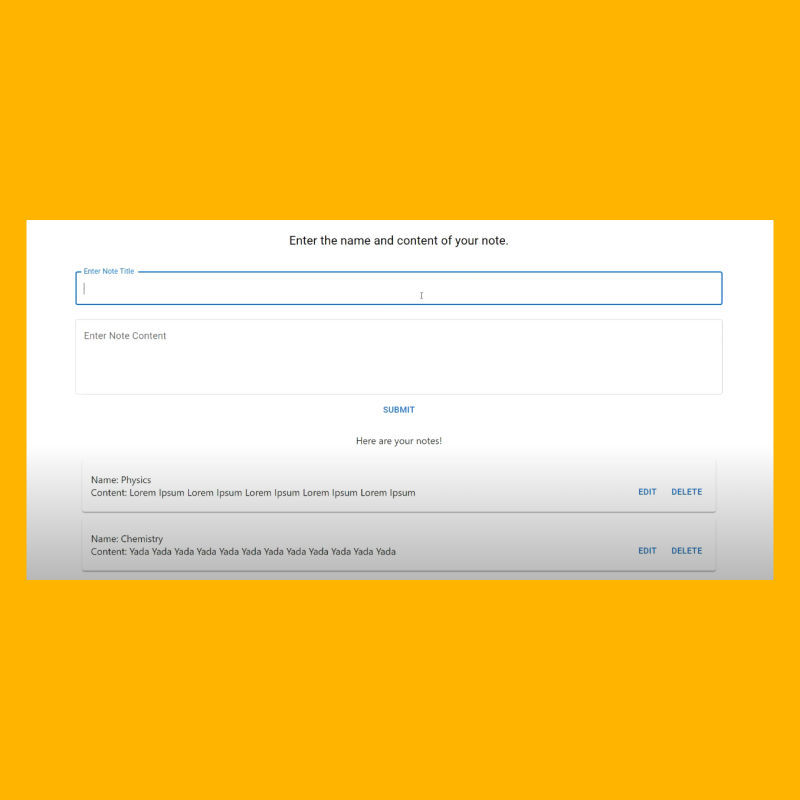 Enter the name and content of your note.
Enter Note Title
Enter Note Content
SUBMIT
Here are your notes!
Name: Physics
Content: Lorem Ipsum Lorem Ipsum Lorem Ipsum Lorem Ipsum Lorem Ipsum
EDIT DELETE
Name: Chemistry
Content: Yada Yada Yada Yada Yada Yada Yada Yada Yada Yada Yada Yada
EDIT DELETE